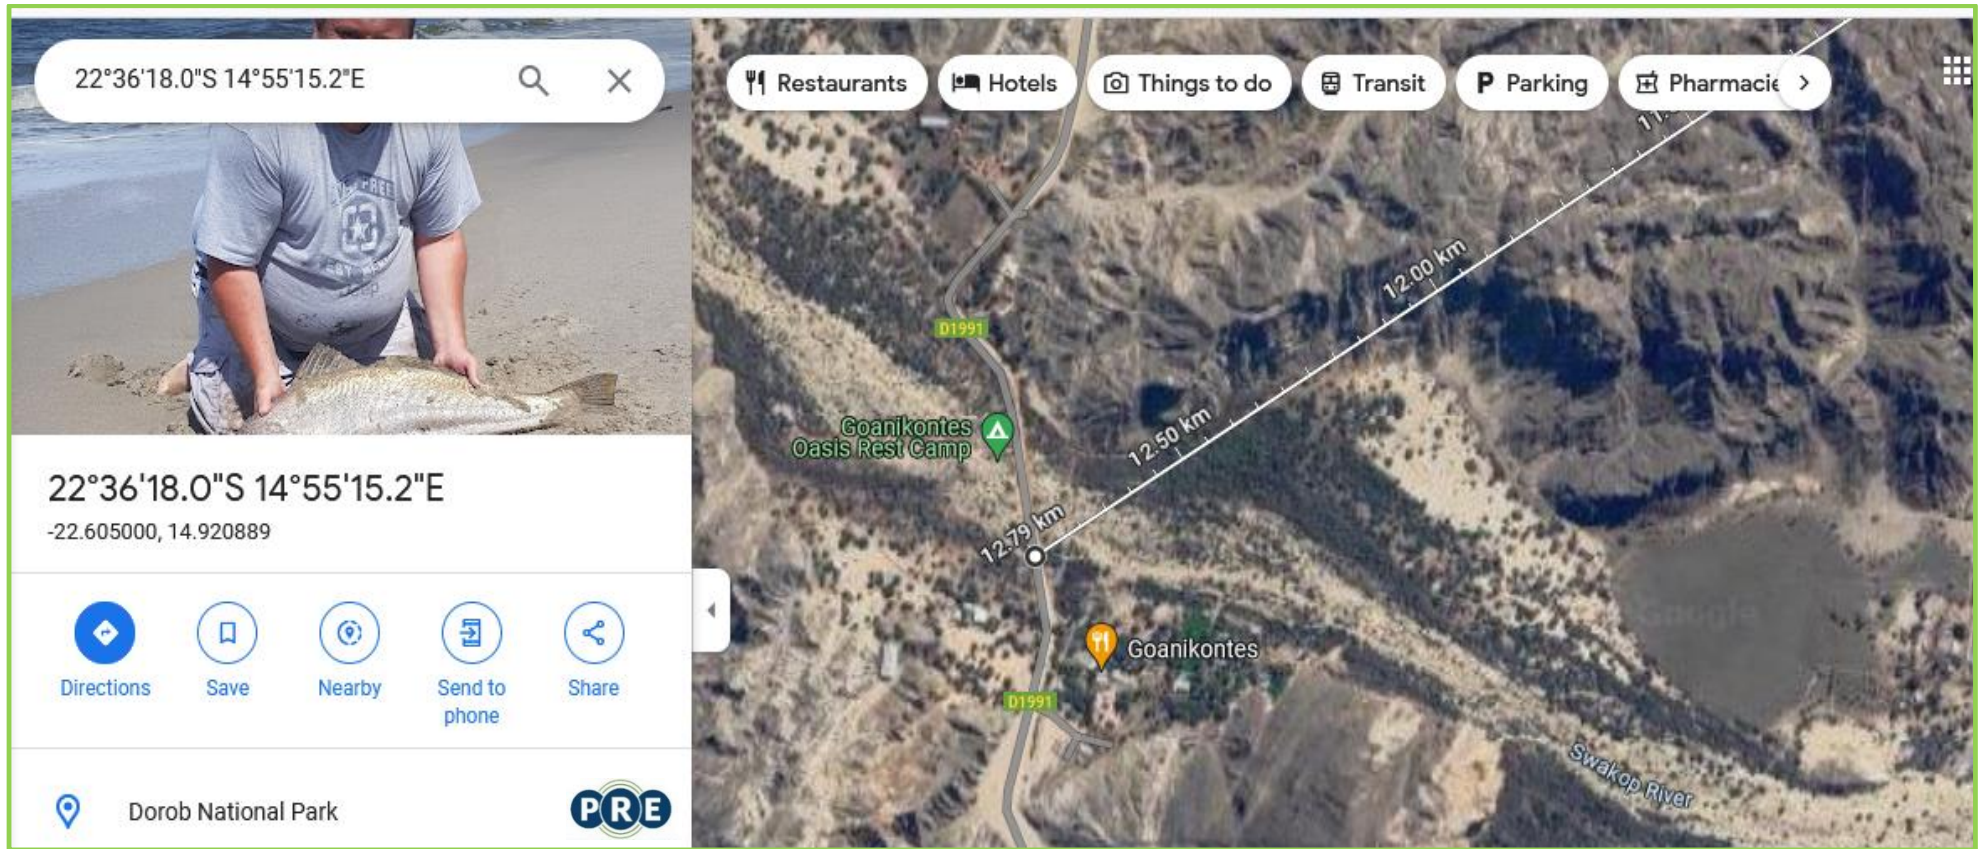 22°36'18.0"S 14°55'15.2"E
Restaurants
Hotels
Things to do
Transit
P Parking
Pharmacie
22°36'18.0"S 14°55'15.2"E
-22.605000, 14.920889
Directions
Save
Nearby
Send to
phone
Share
Dorob National Park
PRE
12.00 km
D1991
Goanikontes
Oasis Rest Camp
12.50 km
12.79 km
Goanikontes
D1991
Google
Swakop River